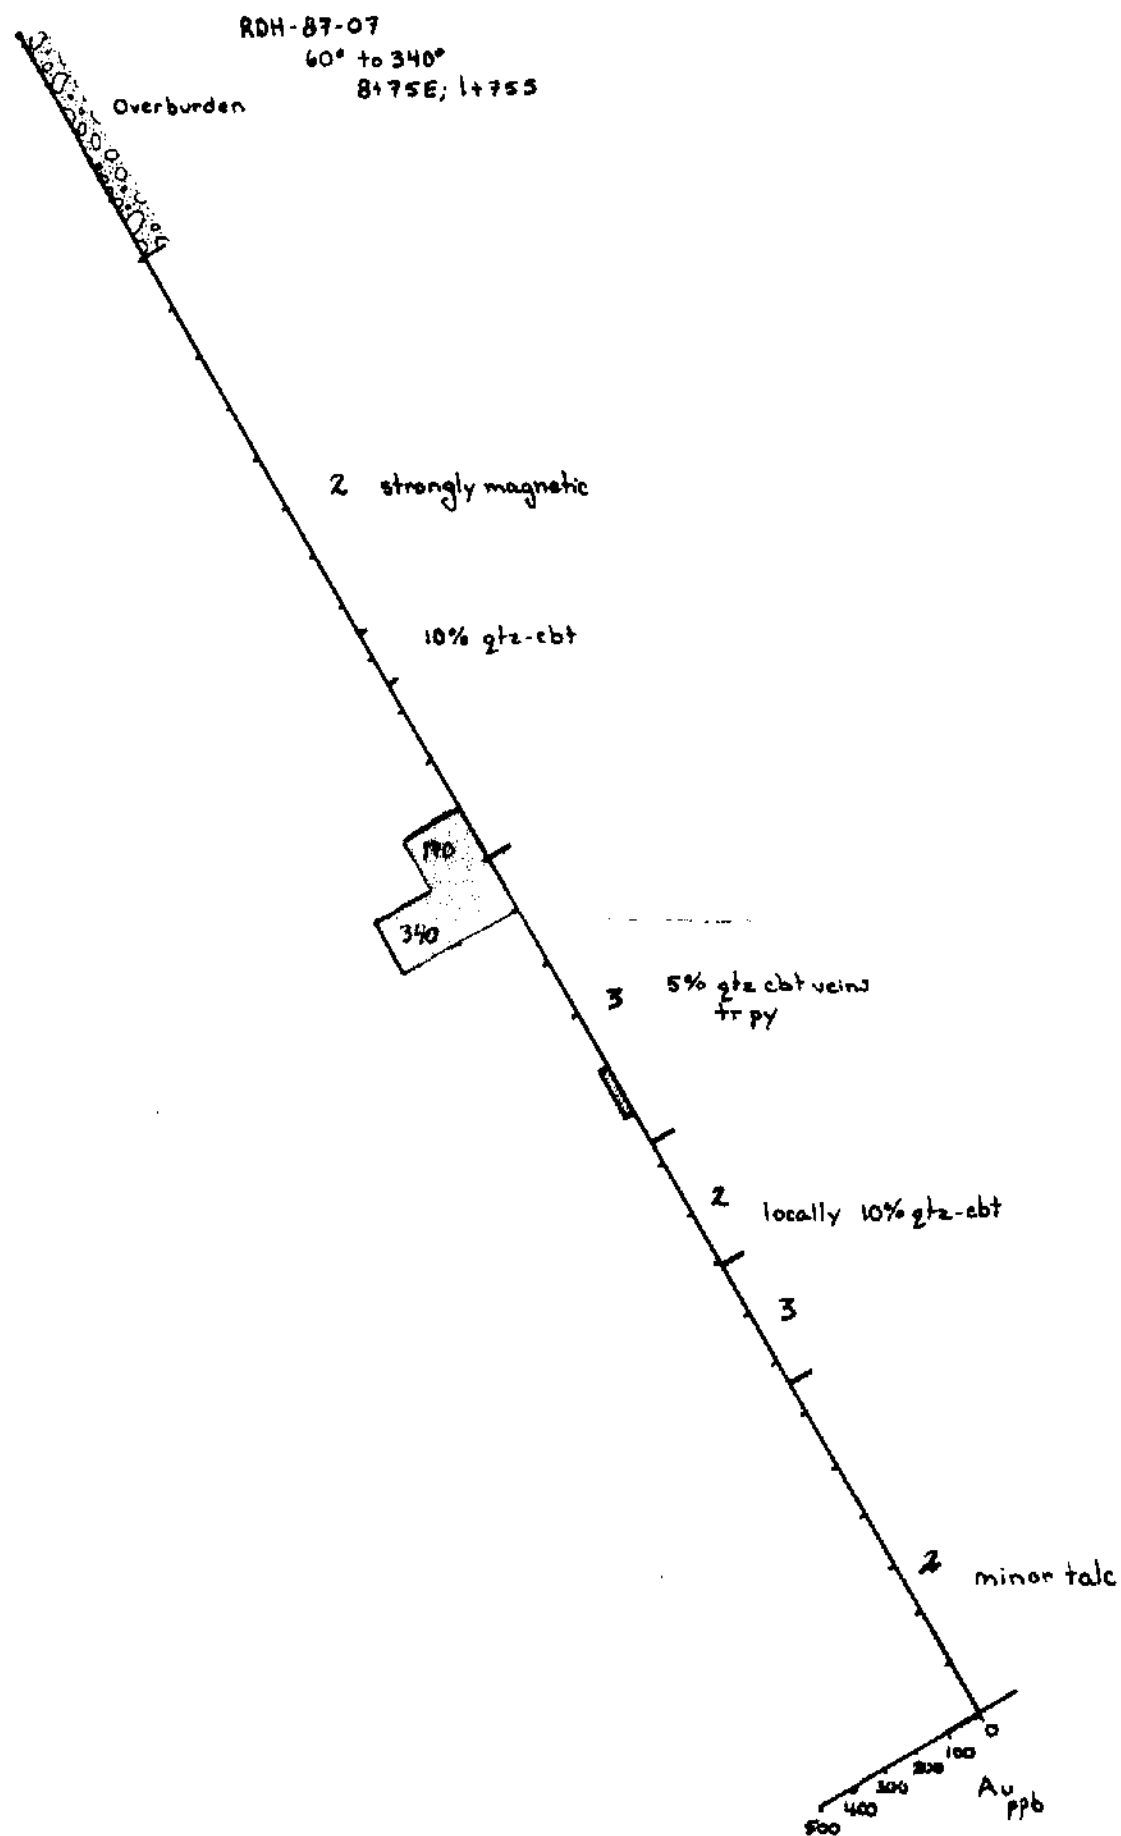 RDH-87-07
60° to 340°
8+75E; 1+75S
Overburden
2 strongly magnetic
10% qtz-cbt
340
3 5% qtz cbt veins
tr py
2 locally 10% qtz-cbt
3
2 minor talc
0
100
200
300
400
500
Au
ppb